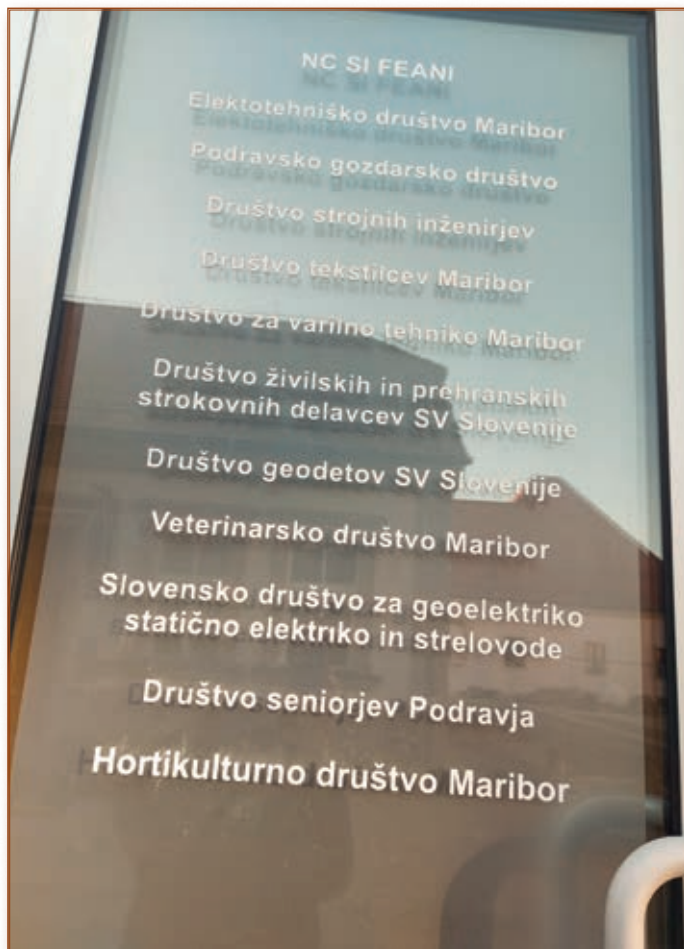 NC SI FEANI
Elektotehniško društvo Maribor
Podravsko gozdarsko društvo
Društvo strojnih inženirjev
Društvo tekstilcev Maribor
Društvo za varilno tehniko Maribor
Društvo živilskih in prehranskih
strokovnih delavcev SV Slovenije
Društvo geodetov SV Slovenije
Veterinarsko društvo Maribor
Slovensko društvo za geoelektriko
statično elektriko in strelovode
Društvo seniorjev Podravja
Hortikulturno društvo Maribor